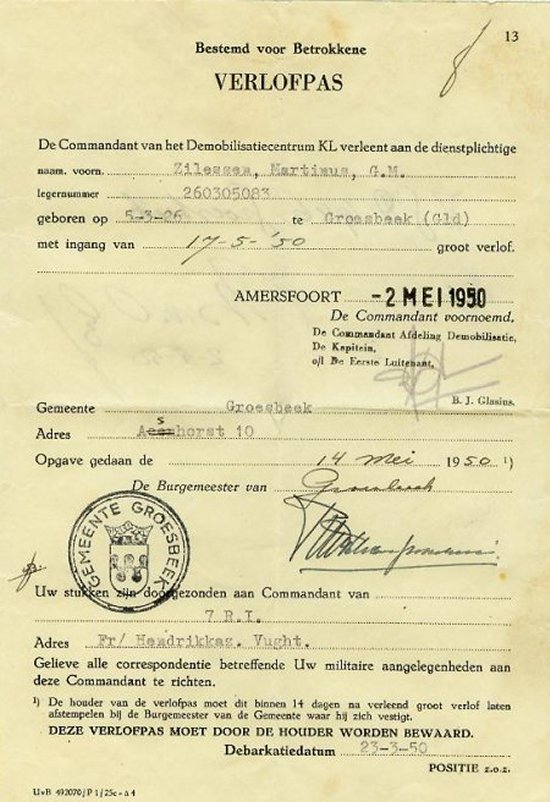 13
Bestemd voor Betrokkene
VERLOFPAS
De Commandant van het Demobilisatiecentrum KL verleent aan de dienstplichtige
naam. voorn. Zilessen, Martinus, G.M.
legernummer 260305083
geboren op 5-3-26 te Groesbeek (Gld)
met ingang van 17-5-'50 groot verlof.
AMERSFOORT -2 MEI 1950
De Commandant voornoemd.
De Commandant Afdeling Demobilisatie,
De Kapitein,
o/l De Eerste Luitenant,
B. J. Glasius.
Gemeente Groesbeek
s
Adres horst 10
Opgave gedaan de 14 mei 1950 ¹)
De Burgemeester van Groesbeek
GEMEENTE GROESBEEK
Uw stukken zijn doorgezonden aan Commandant van
7 R.I.
Adres Fr/ Hendrikkaz. Vught.
Gelieve alle correspondentie betreffende Uw militaire aangelegenheden aan
deze Commandant te richten.
¹) De houder van de verlofpas moet dit binnen 14 dagen na verleend groot verlof laten
afstempelen bij de Burgemeester van de Gemeente waar hij zich vestigt.
DEZE VERLOFPAS MOET DOOR DE HOUDER WORDEN BEWAARD.
Debarkatiedatum 23-3-50
POSITIE z.o.z.
UvB 492070/P1/25c-a4